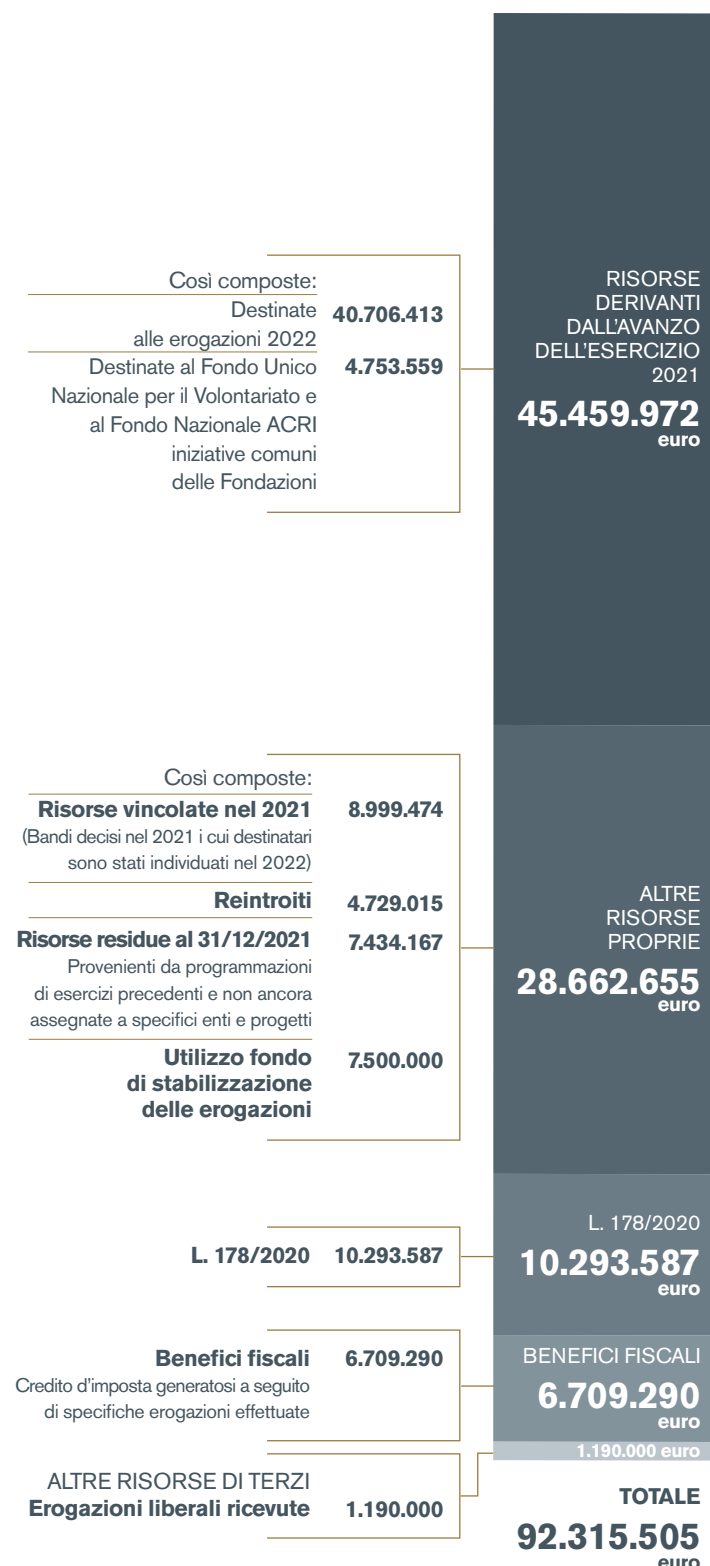 Così composte:
Destinate
alle erogazioni 2022
40.706.413
Destinate al Fondo Unico
Nazionale per il Volontariato e
al Fondo Nazionale ACRI
iniziative comuni
delle Fondazioni
4.753.559
RISORSE
DERIVANTI
DALL'AVANZO
DELL'ESERCIZIO
2021
45.459.972
euro
Così composte:
Risorse vincolate nel 2021
8.999.474
(Bandi decisi nel 2021 i cui destinatari
sono stati individuati nel 2022)
Reintroiti
4.729.015
Risorse residue al 31/12/2021
7.434.167
Provenienti da programmazioni
di esercizi precedenti e non ancora
assegnate a specifici enti e progetti
Utilizzo fondo
di stabilizzazione
delle erogazioni
7.500.000
ALTRE
RISORSE
PROPRIE
28.662.655
euro
L. 178/2020
10.293.587
L. 178/2020
10.293.587
euro
Benefici fiscali
6.709.290
Credito d'imposta generatosi a seguito
di specifiche erogazioni effettuate
BENEFICI FISCALI
6.709.290
euro
1.190.000 euro
ALTRE RISORSE DI TERZI
Erogazioni liberali ricevute
1.190.000
TOTALE
92.315.505
euro